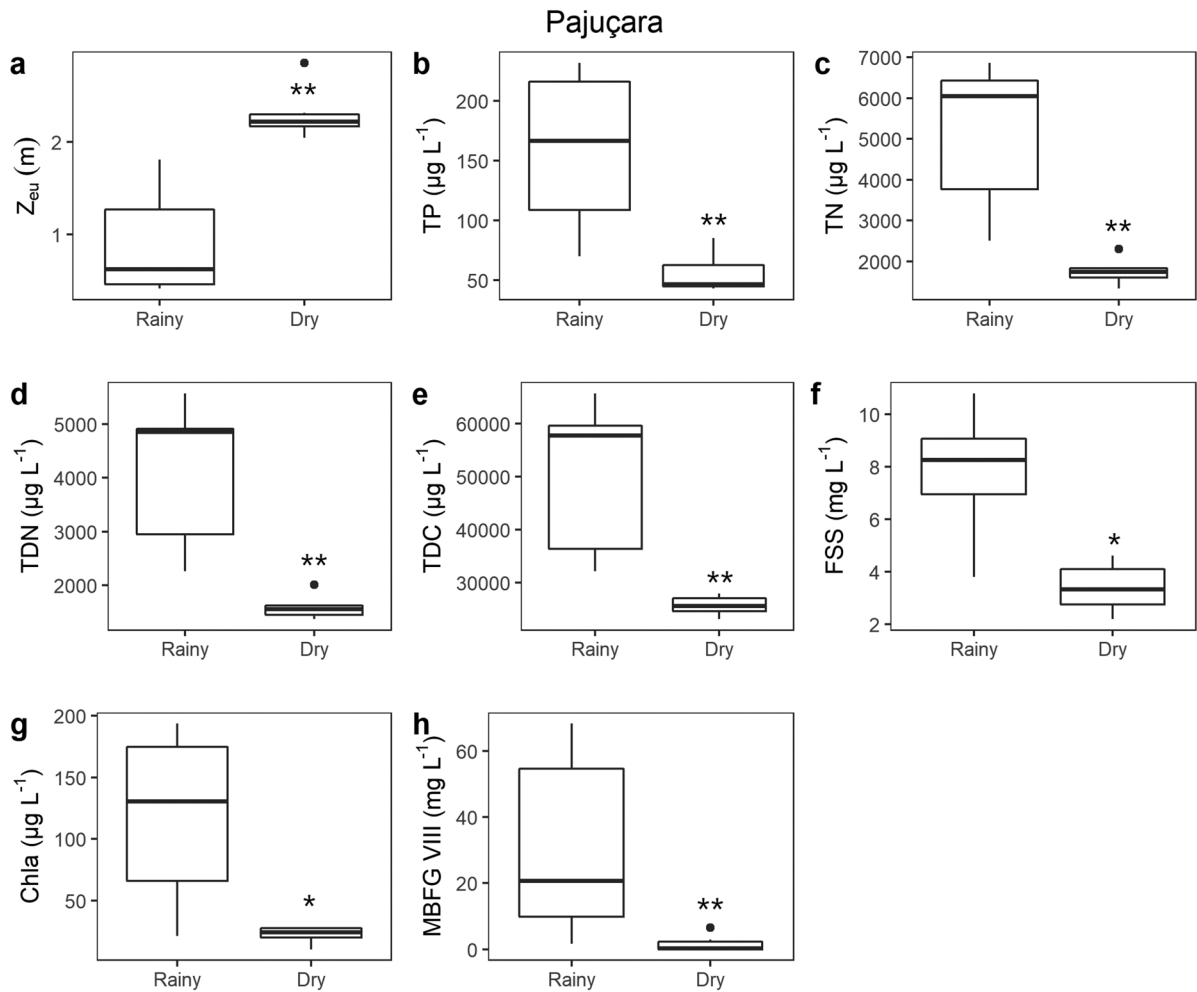 Pajuçara
a
Z_eu (m)
2
1
**
Rainy Dry
b
TP (µg L⁻¹)
200
150
100
50
**
Rainy Dry
c
TN (µg L⁻¹)
7000
6000
5000
4000
3000
2000
**
Rainy Dry
d
TDN (µg L⁻¹)
5000
4000
3000
2000
**
Rainy Dry
e
TDC (µg L⁻¹)
60000
50000
40000
30000
**
Rainy Dry
f
FSS (mg L⁻¹)
10
8
6
4
2
*
Rainy Dry
g
Chla (µg L⁻¹)
200
150
100
50
*
Rainy Dry
h
MBFG VIII (mg L⁻¹)
60
40
20
0
**
Rainy Dry